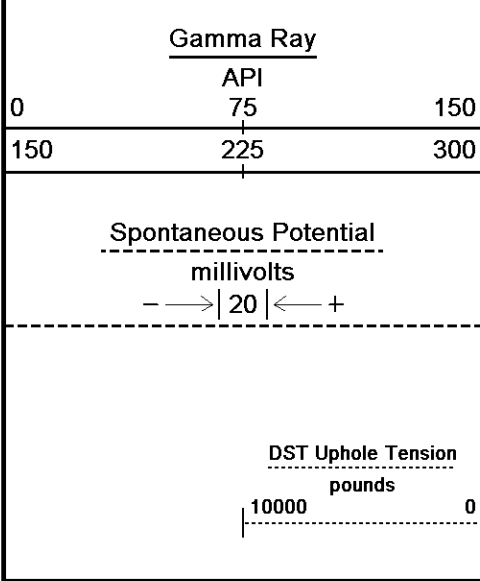 Gamma Ray
API
0 75 150
150 225 300
Spontaneous Potential
millivolts
− →| 20 |← +
DST Uphole Tension
pounds
10000 0